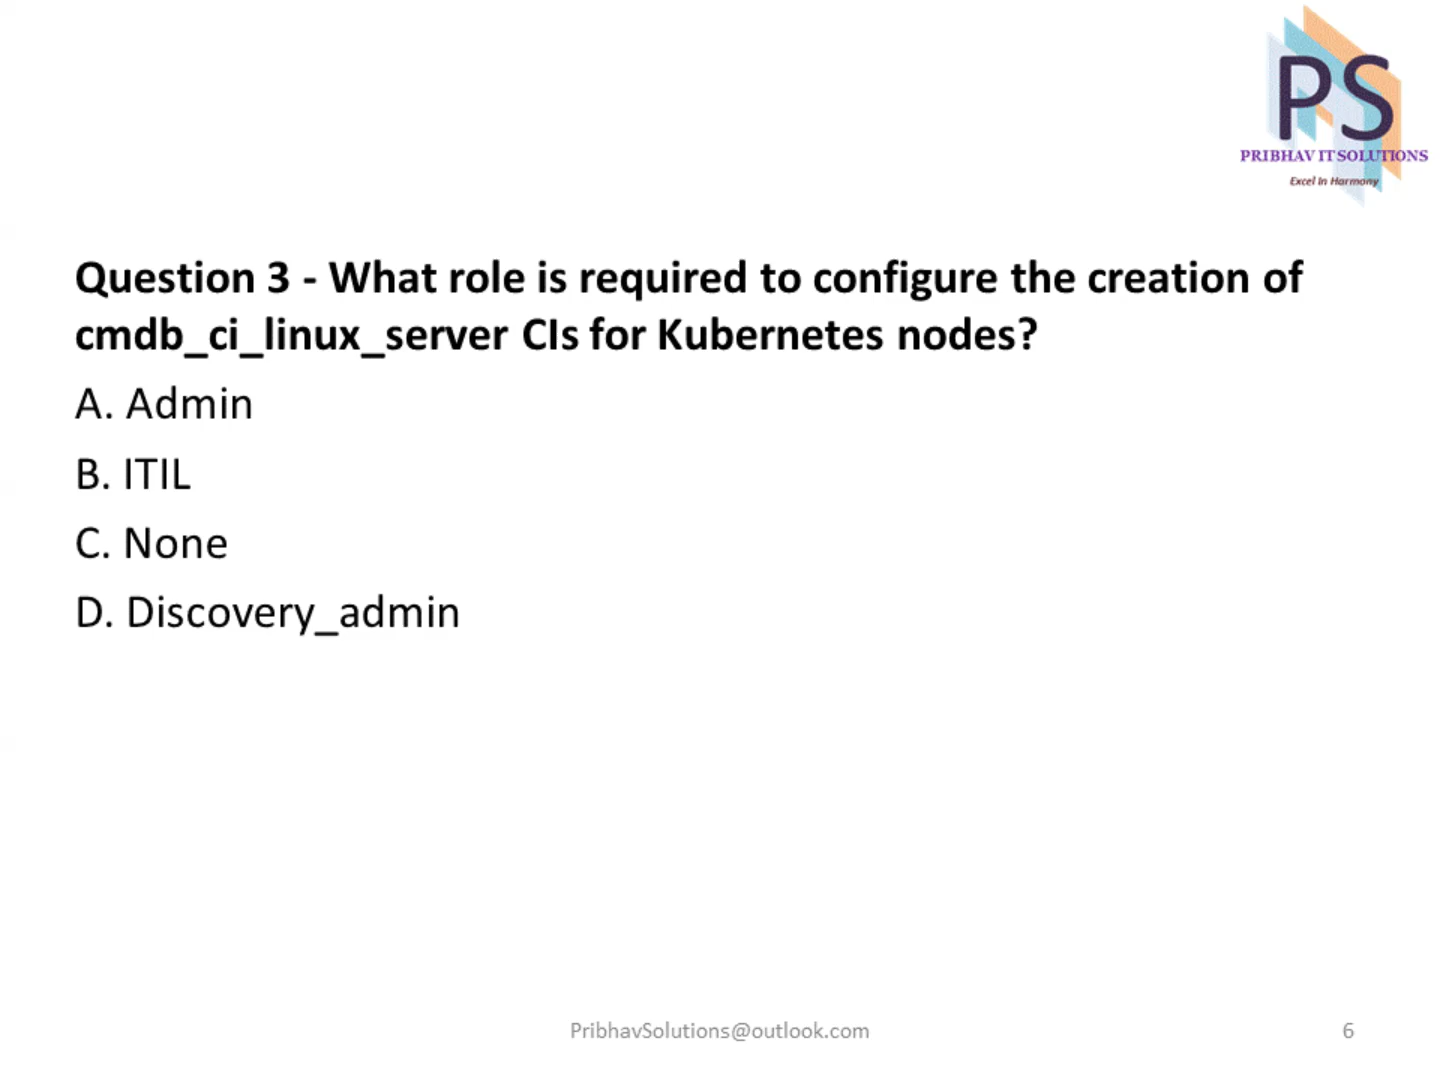 PS
PRIBHAV IT SOLUTIONS
Excel In Harmony
Question 3 - What role is required to configure the creation of
cmdb_ci_linux_server CIs for Kubernetes nodes?
A. Admin
B. ITIL
C. None
D. Discovery_admin
PribhavSolutions@outlook.com
6